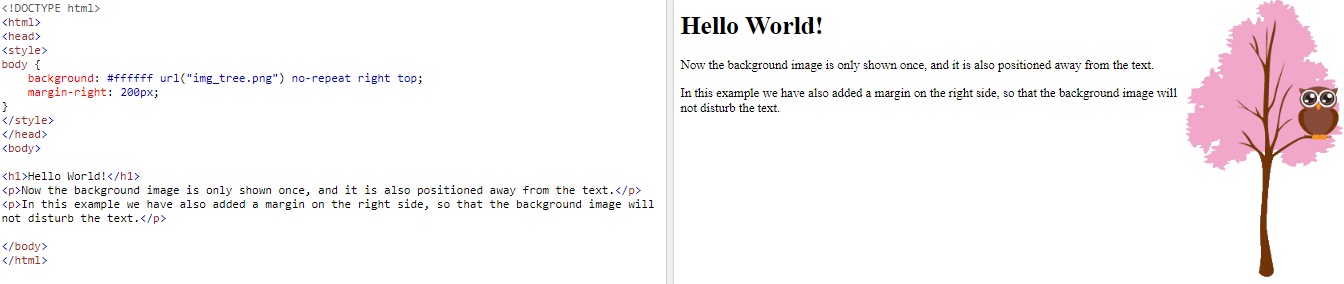 <!DOCTYPE html>
<html>
<head>
<style>
body {
    background: #ffffff url("img_tree.png") no-repeat right top;
    margin-right: 200px;
}
</style>
</head>
<body>

<h1>Hello World!</h1>
<p>Now the background image is only shown once, and it is also positioned away from the text.</p>
<p>In this example we have also added a margin on the right side, so that the background image will
not disturb the text.</p>

</body>
</html>
Hello World!
Now the background image is only shown once, and it is also positioned away from the text.
In this example we have also added a margin on the right side, so that the background image will
not disturb the text.